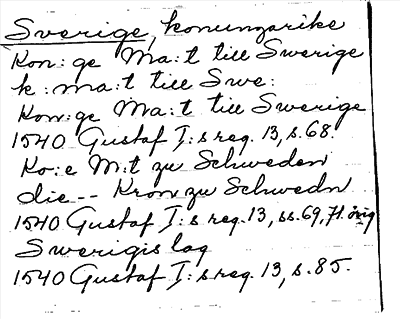 Sverige, konungarike
Kon:ge Ma:t till Swerige
k:ma:t till Swe:
Kon:ge Ma:t till Swerige
1540 Gustaf I:s reg. 13, s. 68.
Ko:e M:t zu Schweden
die -- Kron zu Schwedn
1540 Gustaf I:s reg. 13, ss. 69, 71. orig
Swerigis lag
1540 Gustaf I:s reg. 13, s. 85.